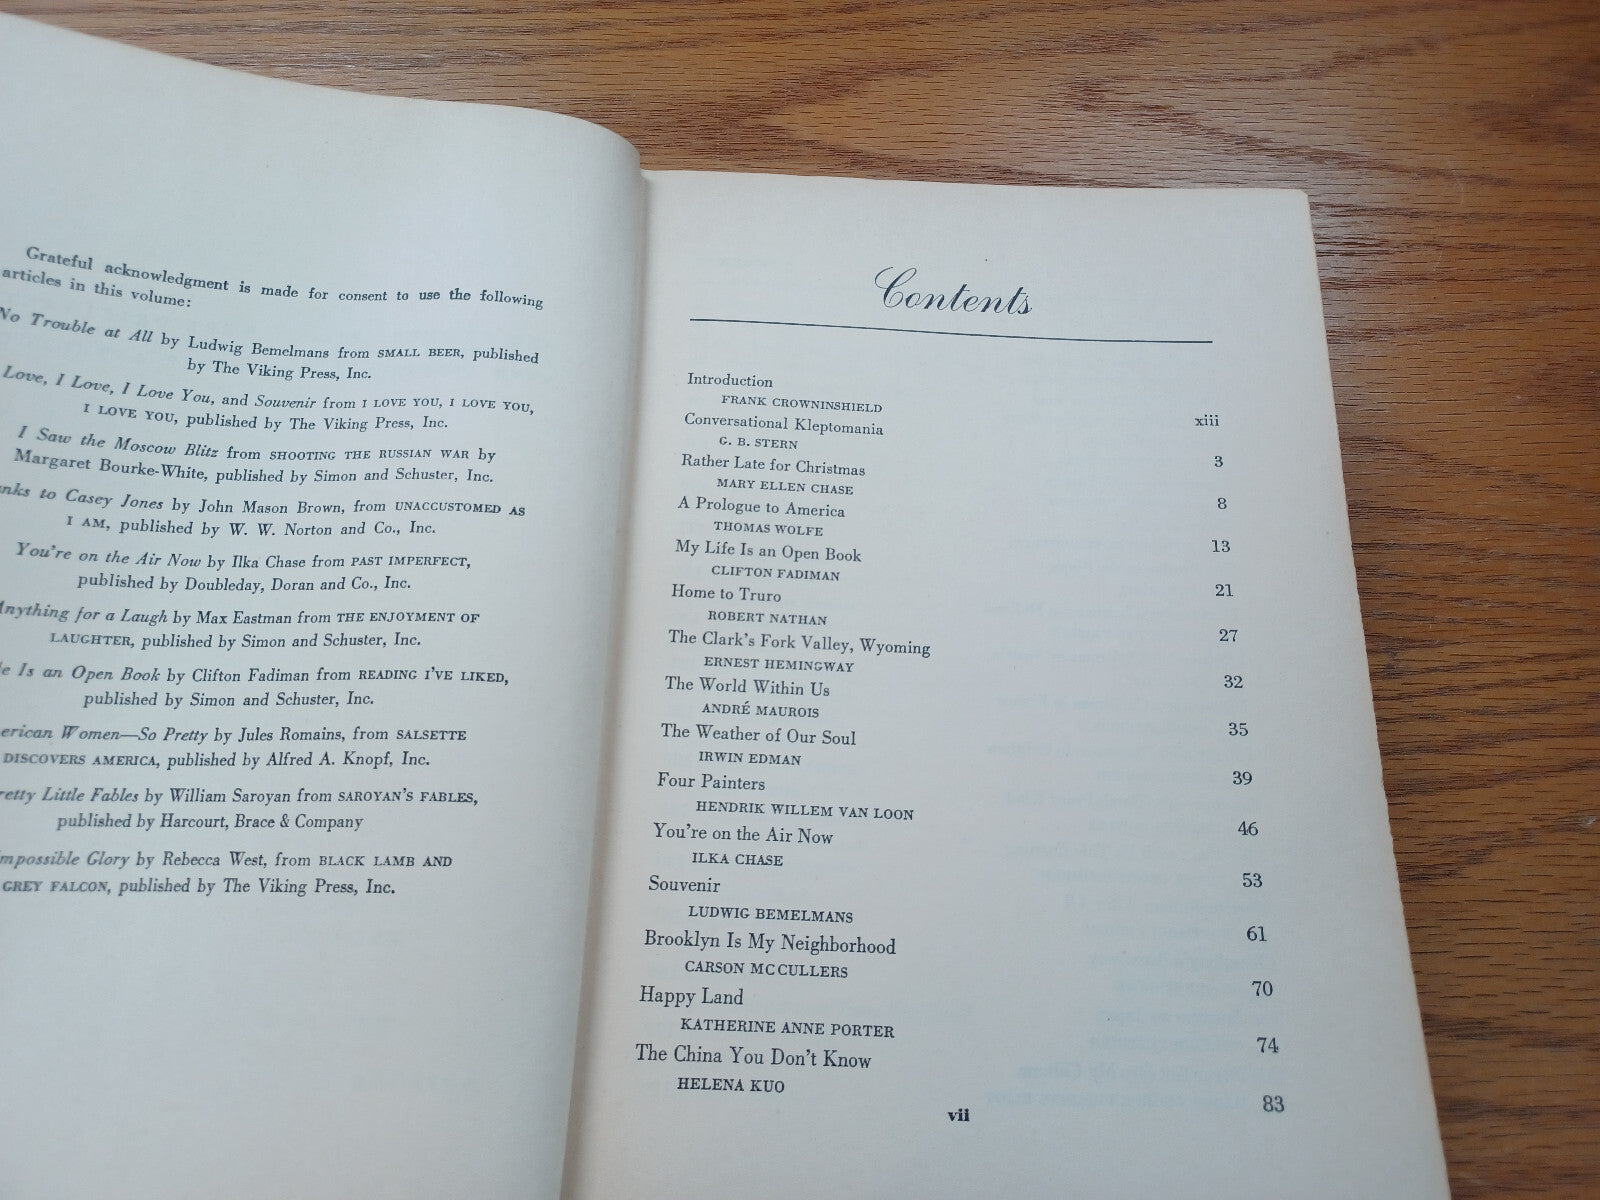 Grateful acknowledgment is made for consent to use the following
articles in this volume:
No Trouble at All by Ludwig Bemelmans from SMALL BEER, published
by The Viking Press, Inc.
Love, I Love, I Love You, and Souvenir from I LOVE YOU, I LOVE YOU,
I LOVE YOU, published by The Viking Press, Inc.
I Saw the Moscow Blitz from SHOOTING THE RUSSIAN WAR by
Margaret Bourke-White, published by Simon and Schuster, Inc.
to Casey Jones by John Mason Brown, from UNACCUSTOMED AS
I AM, published by W. W. Norton and Co., Inc.
You're on the Air Now by Ilka Chase from PAST IMPERFECT,
published by Doubleday, Doran and Co., Inc.
Anything for a Laugh by Max Eastman from THE ENJOYMENT OF
LAUGHTER, published by Simon and Schuster, Inc.
Is an Open Book by Clifton Fadiman from READING I'VE LIKED,
published by Simon and Schuster, Inc.
Women—So Pretty by Jules Romains, from SALSETTE
DISCOVERS AMERICA, published by Alfred A. Knopf, Inc.
Little Fables by William Saroyan from SAROYAN'S FABLES,
published by Harcourt, Brace & Company
Impossible Glory by Rebecca West, from BLACK LAMB AND
GREY FALCON, published by The Viking Press, Inc.
Contents
Introduction
FRANK CROWNINSHIELD xiii
Conversational Kleptomania
G. B. STERN 3
Rather Late for Christmas
MARY ELLEN CHASE 8
A Prologue to America
THOMAS WOLFE 13
My Life Is an Open Book
CLIFTON FADIMAN 21
Home to Truro
ROBERT NATHAN 27
The Clark's Fork Valley, Wyoming
ERNEST HEMINGWAY 32
The World Within Us
ANDRÉ MAUROIS 35
The Weather of Our Soul
IRWIN EDMAN 39
Four Painters
HENDRIK WILLEM VAN LOON 46
You're on the Air Now
ILKA CHASE 53
Souvenir
LUDWIG BEMELMANS 61
Brooklyn Is My Neighborhood
CARSON MCCULLERS 70
Happy Land
KATHERINE ANNE PORTER 74
The China You Don't Know
HELENA KUO 83
vii